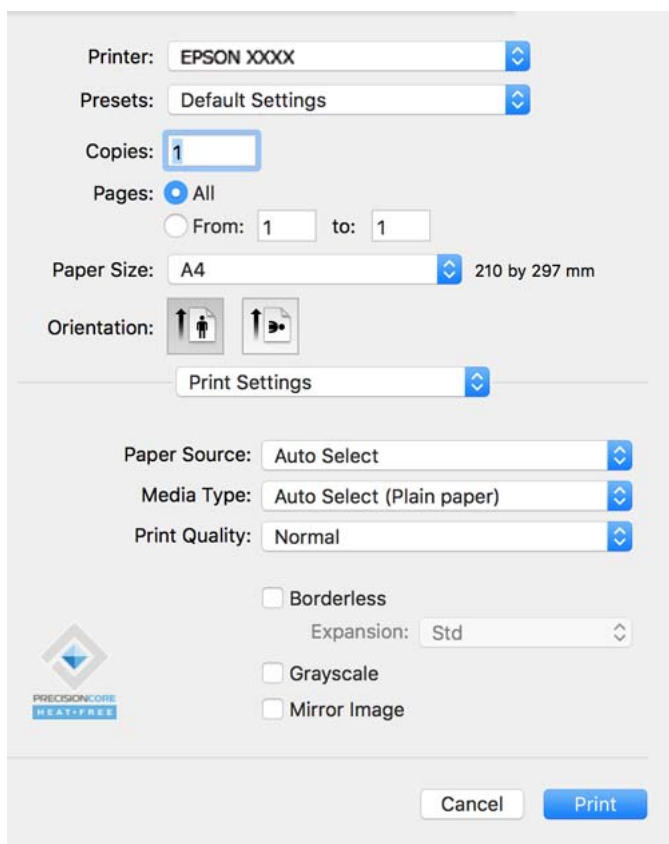 Printer: EPSON XXXX
Presets: Default Settings
Copies: 1
Pages: All
From: 1 to: 1
Paper Size: A4 210 by 297 mm
Orientation:
Print Settings
Paper Source: Auto Select
Media Type: Auto Select (Plain paper)
Print Quality: Normal
Borderless
Expansion: Std
Grayscale
PRECISIONCORE
HEAT•FREE
Mirror Image
Cancel Print